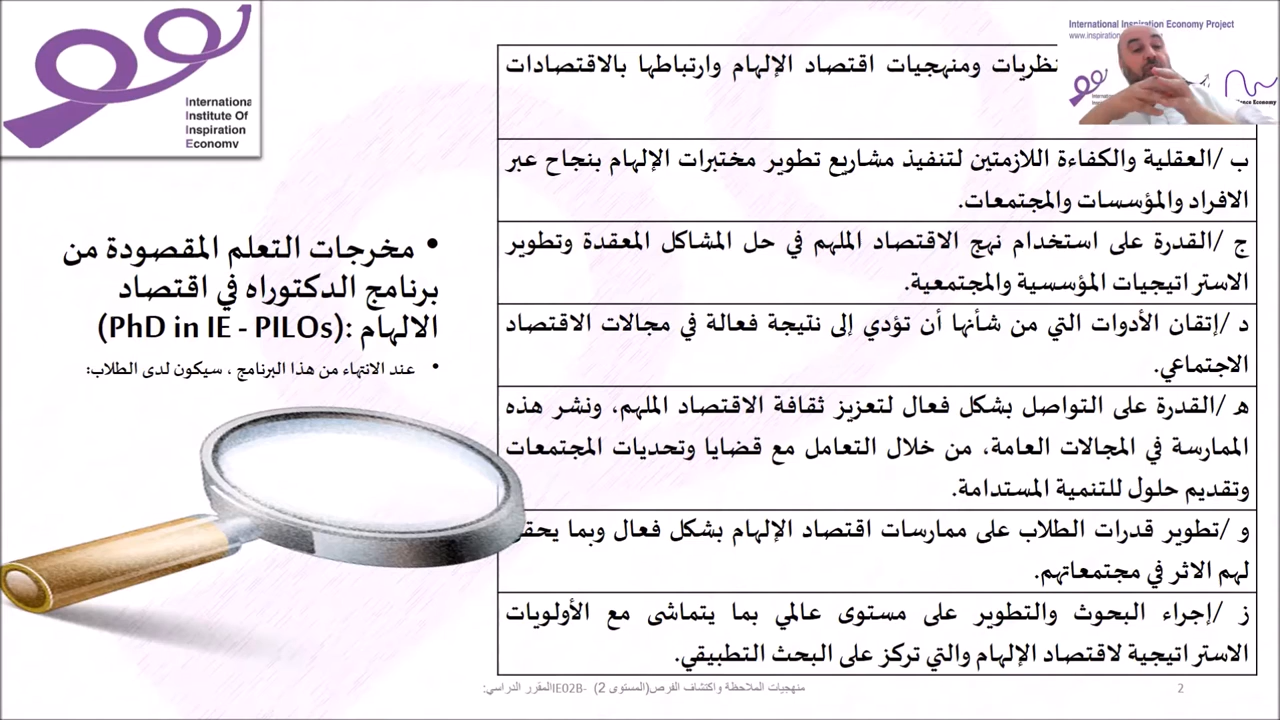 International
Institute Of
Inspiration
Economy
International Inspiration Economy Project
• مخرجات التعلم المقصودة من
برنامج الدكتوراه في اقتصاد
الالهام :(PhD in IE - PILOs)
• عند الانتهاء من هذا البرنامج ، سيكون لدى الطلاب:
ومنهجيات اقتصاد الإلهام وارتباطها بالاقتصادات
ب /العقلية والكفاءة اللازمتين لتنفيذ مشاريع تطوير مختبرات الإلهام بنجاح عبر
الافراد والمؤسسات والمجتمعات.
ج /القدرة على استخدام نهج الاقتصاد الملهم في حل المشاكل المعقدة وتطوير
الاستراتيجيات المؤسسية والمجتمعية.
د /إتقان الأدوات التي من شأنها أن تؤدي إلى نتيجة فعالة في مجالات الاقتصاد
الاجتماعي.
ه /القدرة على التواصل بشكل فعال لتعزيز ثقافة الاقتصاد الملهم، ونشر هذه
الممارسة في المجالات العامة، من خلال التعامل مع قضايا وتحديات المجتمعات
وتقديم حلول للتنمية المستدامة.
و /تطوير قدرات الطلاب على ممارسات اقتصاد الإلهام بشكل فعال وبما
لهم الاثر في مجتمعاتهم.
ز /إجراء البحوث والتطوير على مستوى عالمي بما يتماشى مع الأولويات
الاستراتيجية لاقتصاد الإلهام والتي تركز على البحث التطبيقي.
المقرر الدراسي: IE02B- منهجيات الملاحظة واكتشاف الفرص(المستوى 2)
2